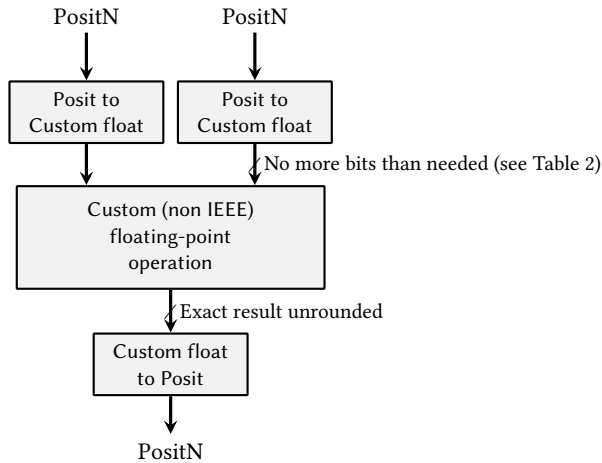 PositN PositN
Posit to
Custom float
Posit to
Custom float
No more bits than needed (see Table 2)
Custom (non IEEE)
floating-point
operation
Exact result unrounded
Custom float
to Posit
PositN